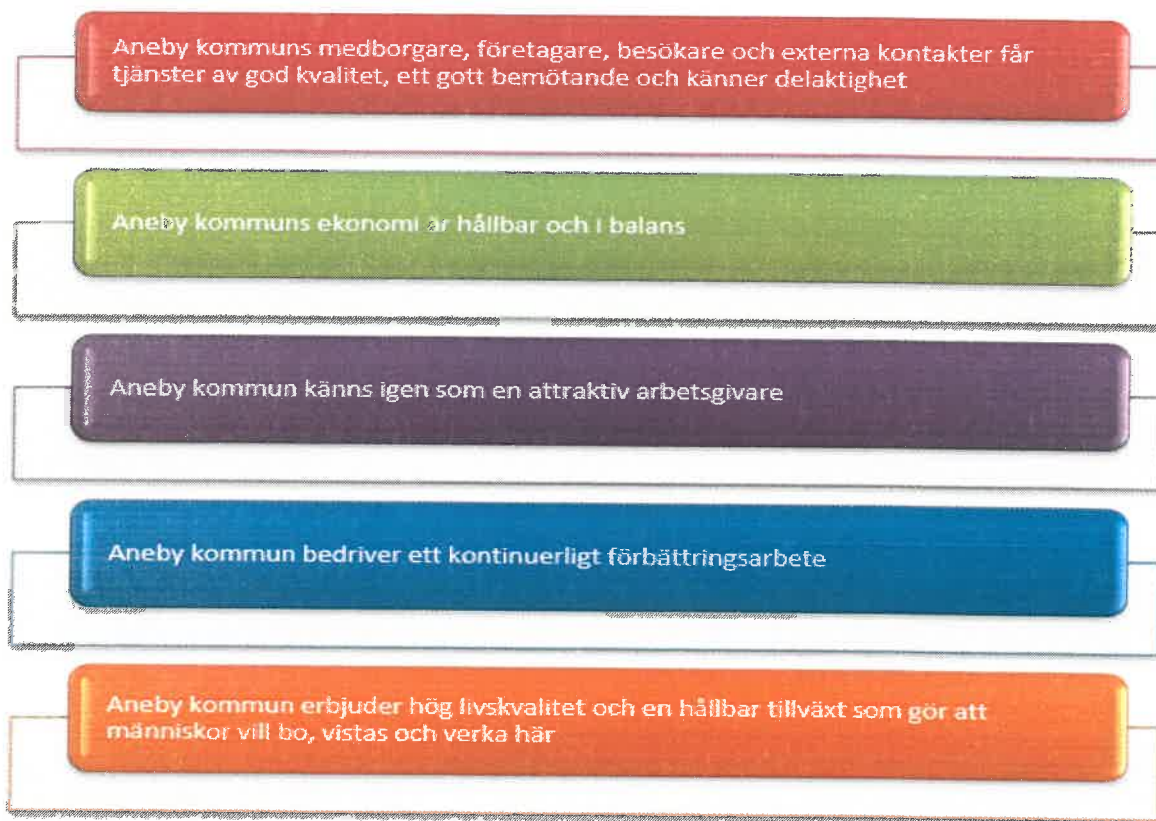 Aneby kommuns medborgare, företagare, besökare och externa kontakter får
tjänster av god kvalitet, ett gott bemötande och känner delaktighet
Aneby kommuns ekonomi är hållbar och i balans
Aneby kommun känns igen som en attraktiv arbetsgivare
Aneby kommun bedriver ett kontinuerligt förbättringsarbete
Aneby kommun erbjuder hög livskvalitet och en hållbar tillväxt som gör att
människor vill bo, vistas och verka här